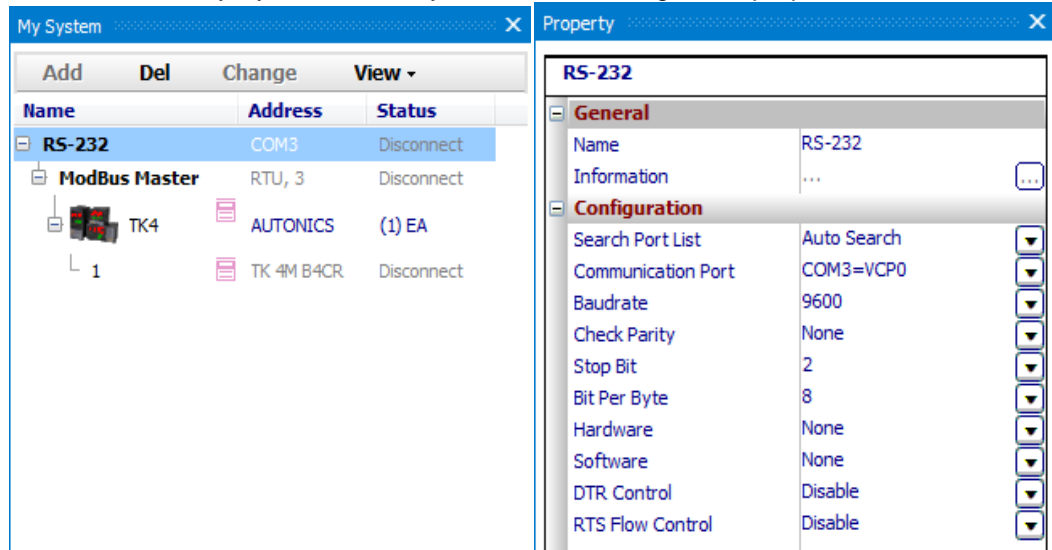 My System
Add Del Change View
Name Address Status
RS-232 COM3 Disconnect
ModBus Master RTU, 3 Disconnect
TK4 AUTONICS (1) EA
1 TK 4M B4CR Disconnect
Property
RS-232
General
Name RS-232
Information ... ...
Configuration
Search Port List Auto Search
Communication Port COM3=VCP0
Baudrate 9600
Check Parity None
Stop Bit 2
Bit Per Byte 8
Hardware None
Software None
DTR Control Disable
RTS Flow Control Disable